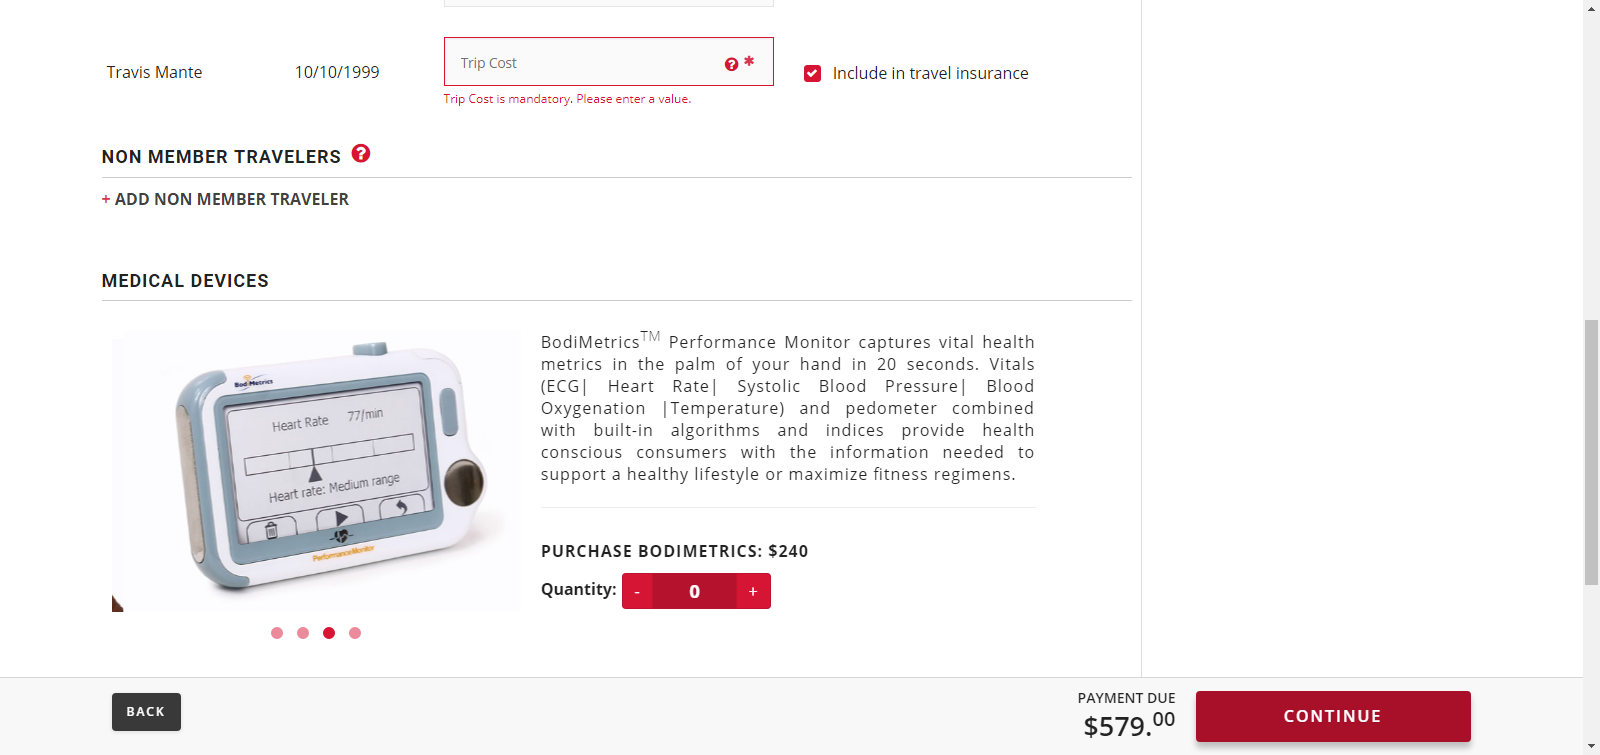 Travis Mante
10/10/1999
Trip Cost
? *
Include in travel insurance
Trip Cost is mandatory. Please enter a value.
NON MEMBER TRAVELERS ?
+ ADD NON MEMBER TRAVELER
MEDICAL DEVICES
BodiMetrics
Heart Rate 77/min
Heart rate: Medium range
PerformanceMonitor
BodiMetrics™ Performance Monitor captures vital health
metrics in the palm of your hand in 20 seconds. Vitals
(ECG| Heart Rate| Systolic Blood Pressure| Blood
Oxygenation |Temperature) and pedometer combined
with built-in algorithms and indices provide health
conscious consumers with the information needed to
support a healthy lifestyle or maximize fitness regimens.
PURCHASE BODIMETRICS: $240
Quantity: - 0 +
BACK
PAYMENT DUE
$579.00
CONTINUE